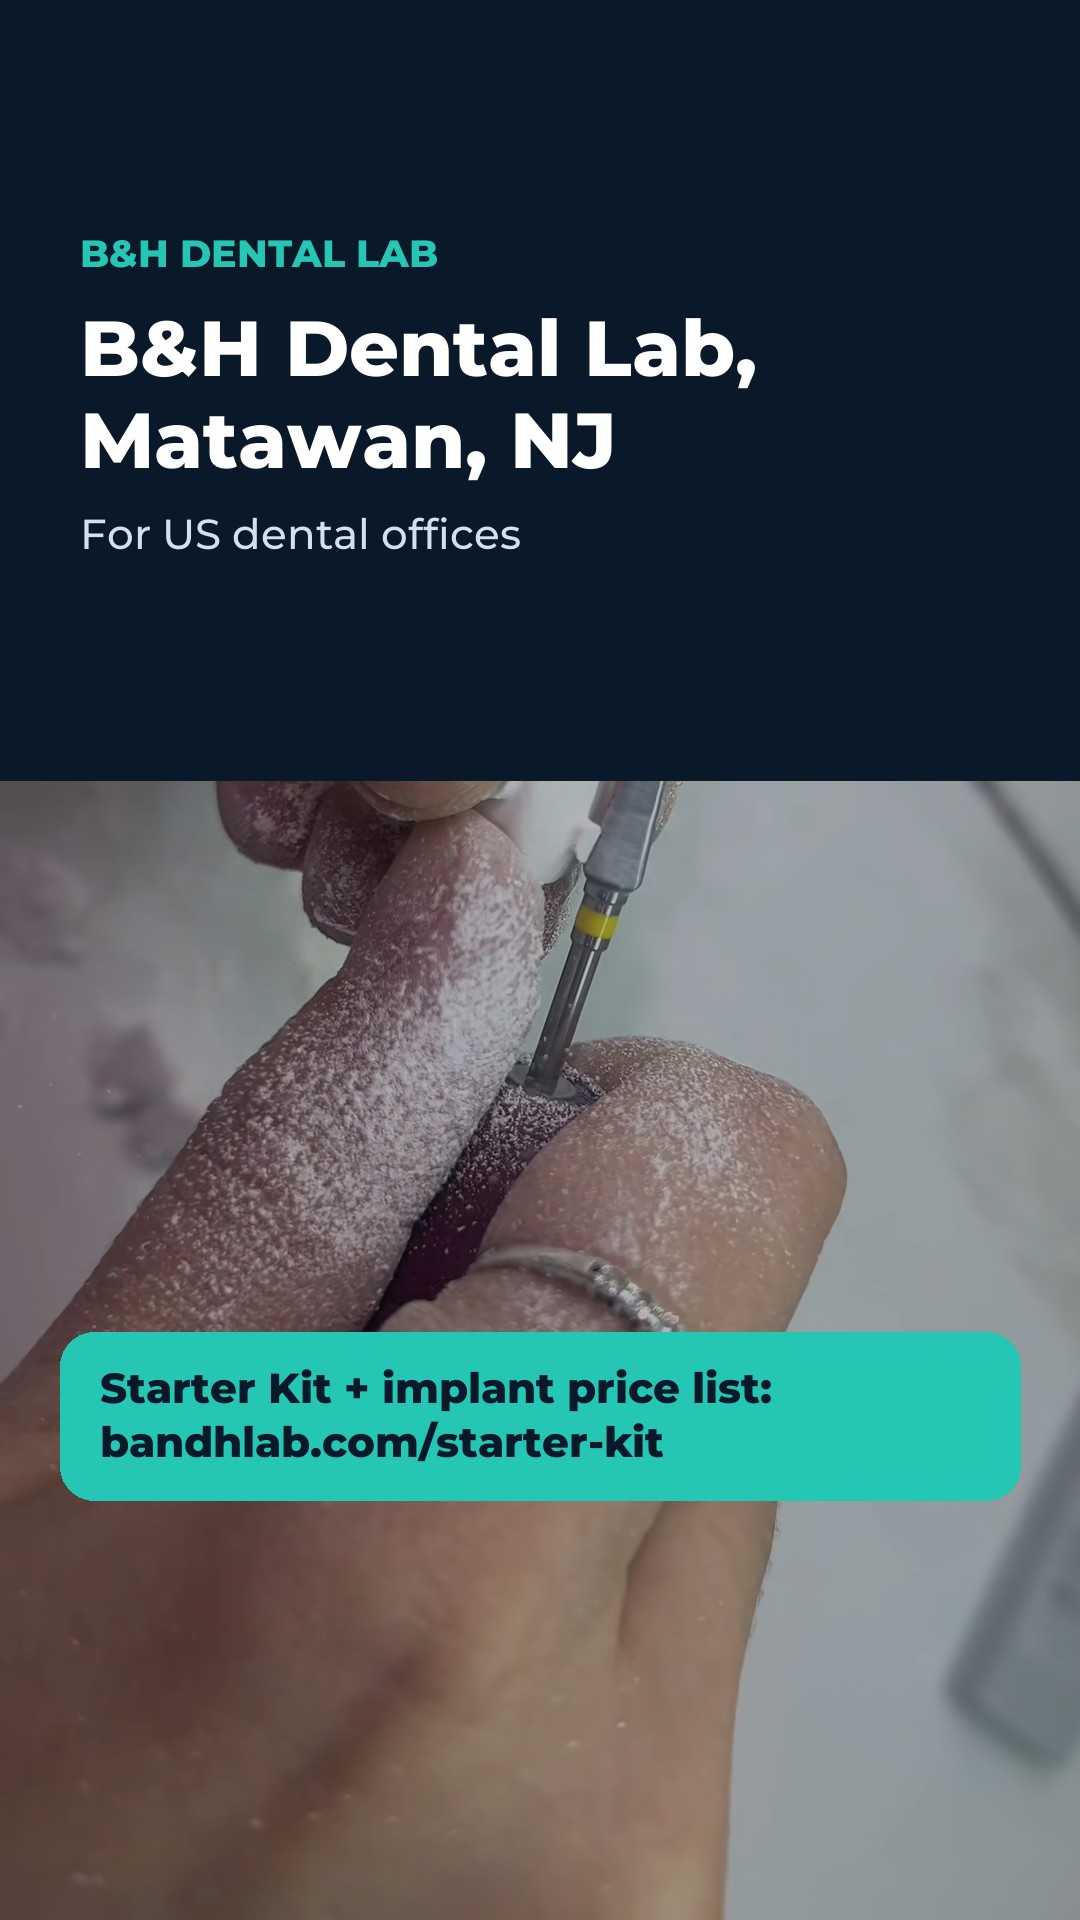 B&H DENTAL LAB
B&H Dental Lab,
Matawan, NJ
For US dental offices
Starter Kit + implant price list:
bandhlab.com/starter-kit